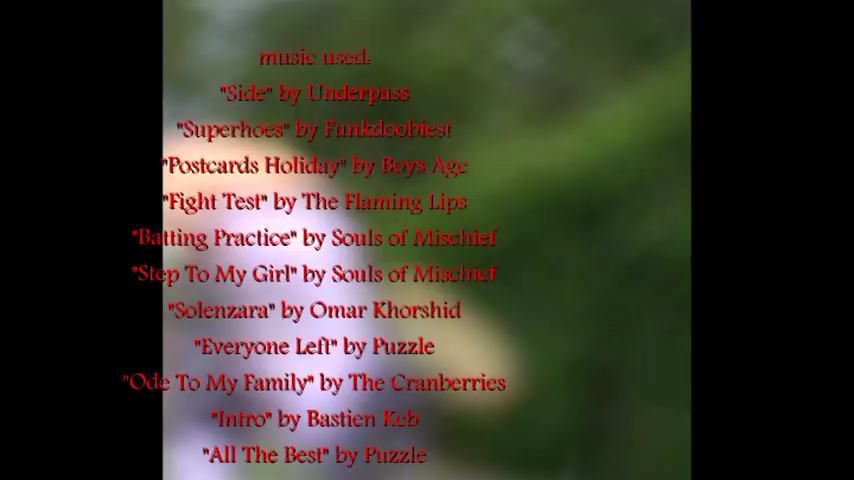 music used:
"Side" by Underpass
"Superhoes" by Funkdoobiest
"Postcards Holiday" by Boys Age
"Fight Test" by The Flaming Lips
"Batting Practice" by Souls of Mischief
"Step To My Girl" by Souls of Mischief
"Solenzara" by Omar Khorshid
"Everyone Left" by Puzzle
"Ode To My Family" by The Cranberries
"Intro" by Bastien Keb
"All The Best" by Puzzle